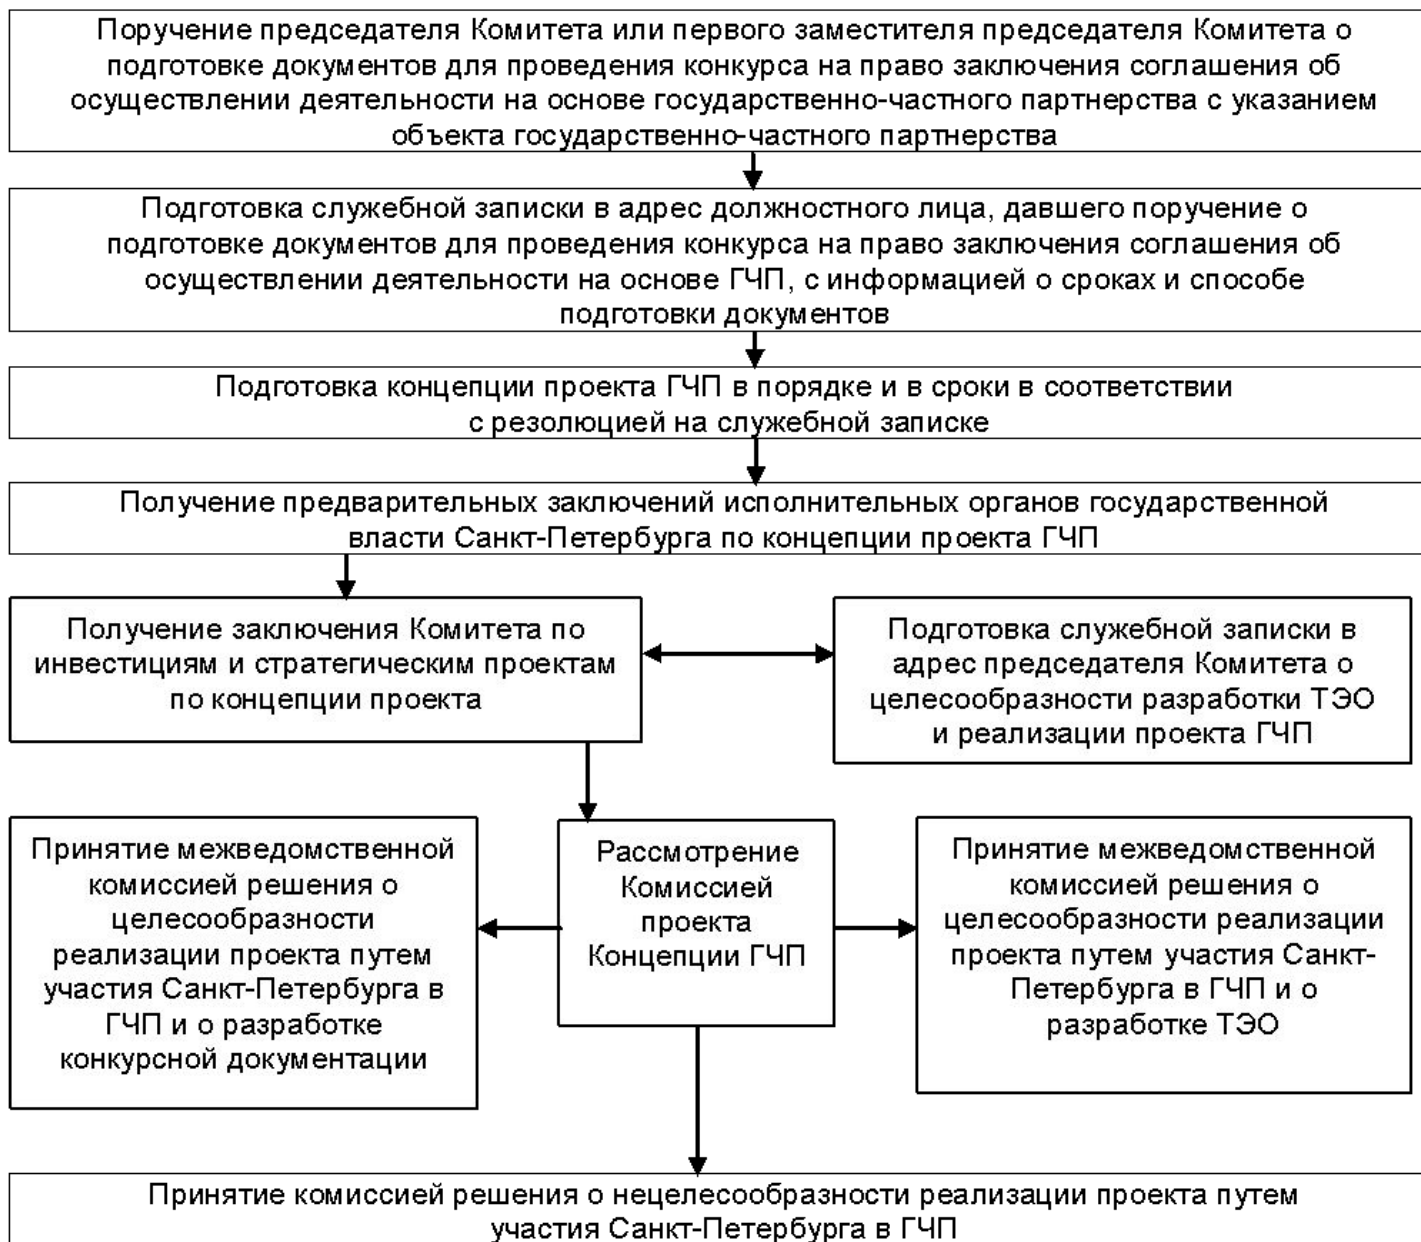 Поручение председателя Комитета или первого заместителя председателя Комитета о
подготовке документов для проведения конкурса на право заключения соглашения об
осуществлении деятельности на основе государственно-частного партнерства с указанием
объекта государственно-частного партнерства
Подготовка служебной записки в адрес должностного лица, давшего поручение о
подготовке документов для проведения конкурса на право заключения соглашения об
осуществлении деятельности на основе ГЧП, с информацией о сроках и способе
подготовки документов
Подготовка концепции проекта ГЧП в порядке и в сроки в соответствии
с резолюцией на служебной записке
Получение предварительных заключений исполнительных органов государственной
власти Санкт-Петербурга по концепции проекта ГЧП
Получение заключения Комитета по
инвестициям и стратегическим проектам
по концепции проекта
Подготовка служебной записки в
адрес председателя Комитета о
целесообразности разработки ТЭО
и реализации проекта ГЧП
Принятие межведомственной
комиссией решения о
целесообразности
реализации проекта путем
участия Санкт-Петербурга в
ГЧП и о разработке
конкурсной документации
Рассмотрение
Комиссией
проекта
Концепции ГЧП
Принятие межведомственной
комиссией решения о
целесообразности реализации
проекта путем участия Санкт-
Петербурга в ГЧП и о
разработке ТЭО
Принятие комиссией решения о нецелесообразности реализации проекта путем
участия Санкт-Петербурга в ГЧП